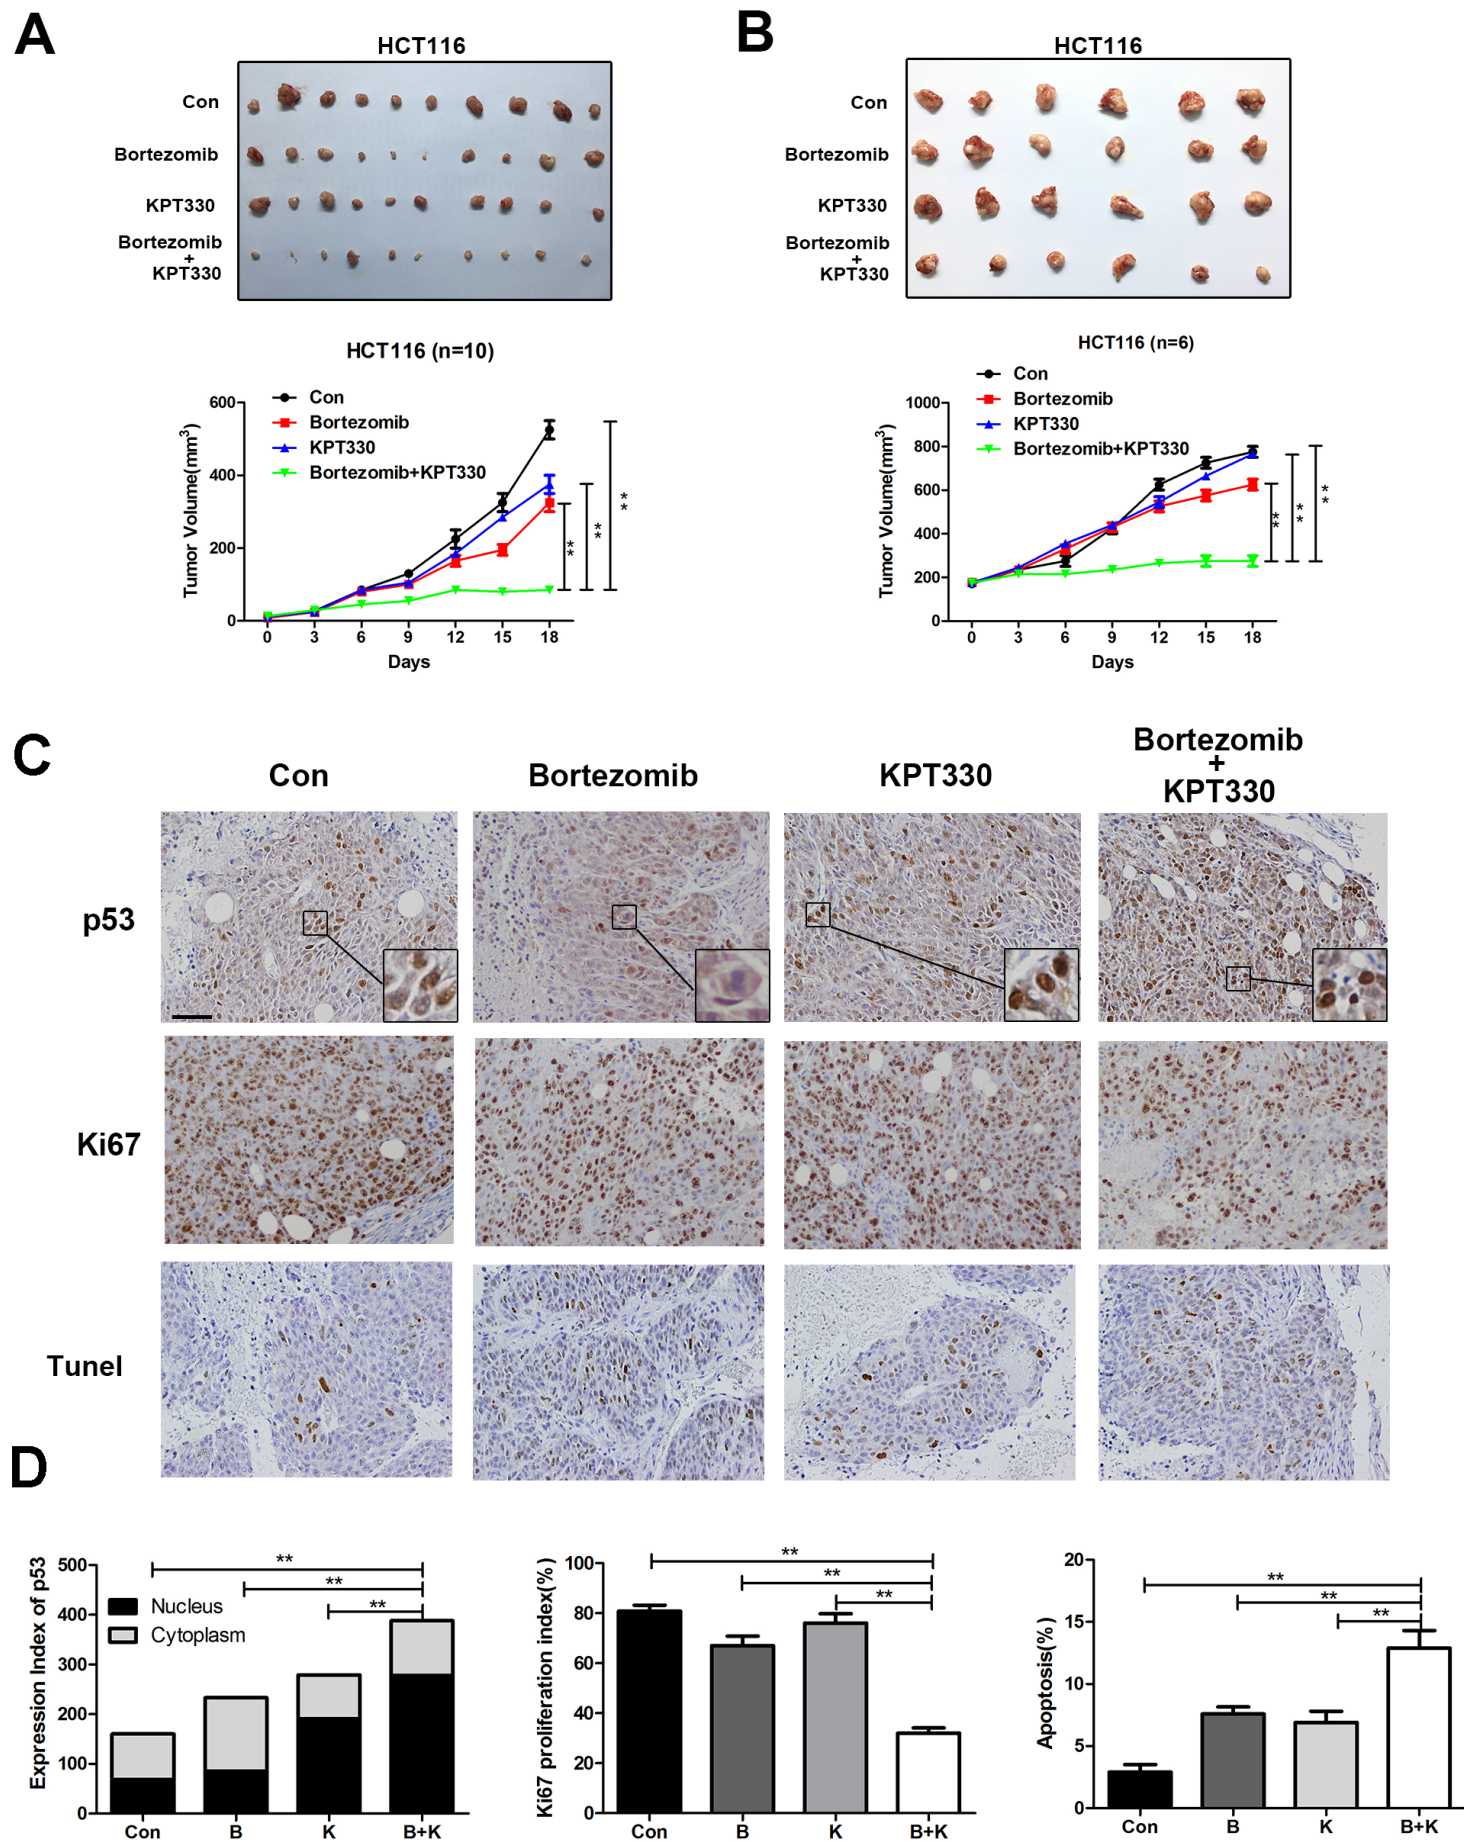 A
HCT116
Con
Bortezomib
KPT330
Bortezomib
+
KPT330
HCT116 (n=10)
Con
Bortezomib
KPT330
Bortezomib+KPT330
Tumor Volume(mm³)
600
400
200
0
0 3 6 9 12 15 18
Days
**
**
**
B
HCT116
Con
Bortezomib
KPT330
Bortezomib
+
KPT330
HCT116 (n=6)
Con
Bortezomib
KPT330
Bortezomib+KPT330
Tumor Volume(mm³)
1000
800
600
400
200
0
0 3 6 9 12 15 18
Days
**
**
**
C
Con
Bortezomib
KPT330
Bortezomib
+
KPT330
p53
Ki67
Tunel
D
Expression Index of p53
500
400
300
200
100
0
Nucleus
Cytoplasm
**
**
**
Con B K B+K
Ki67 proliferation index(%)
100
80
60
40
20
0
**
**
**
Con B K B+K
Apoptosis(%)
20
15
10
5
0
**
**
**
Con B K B+K